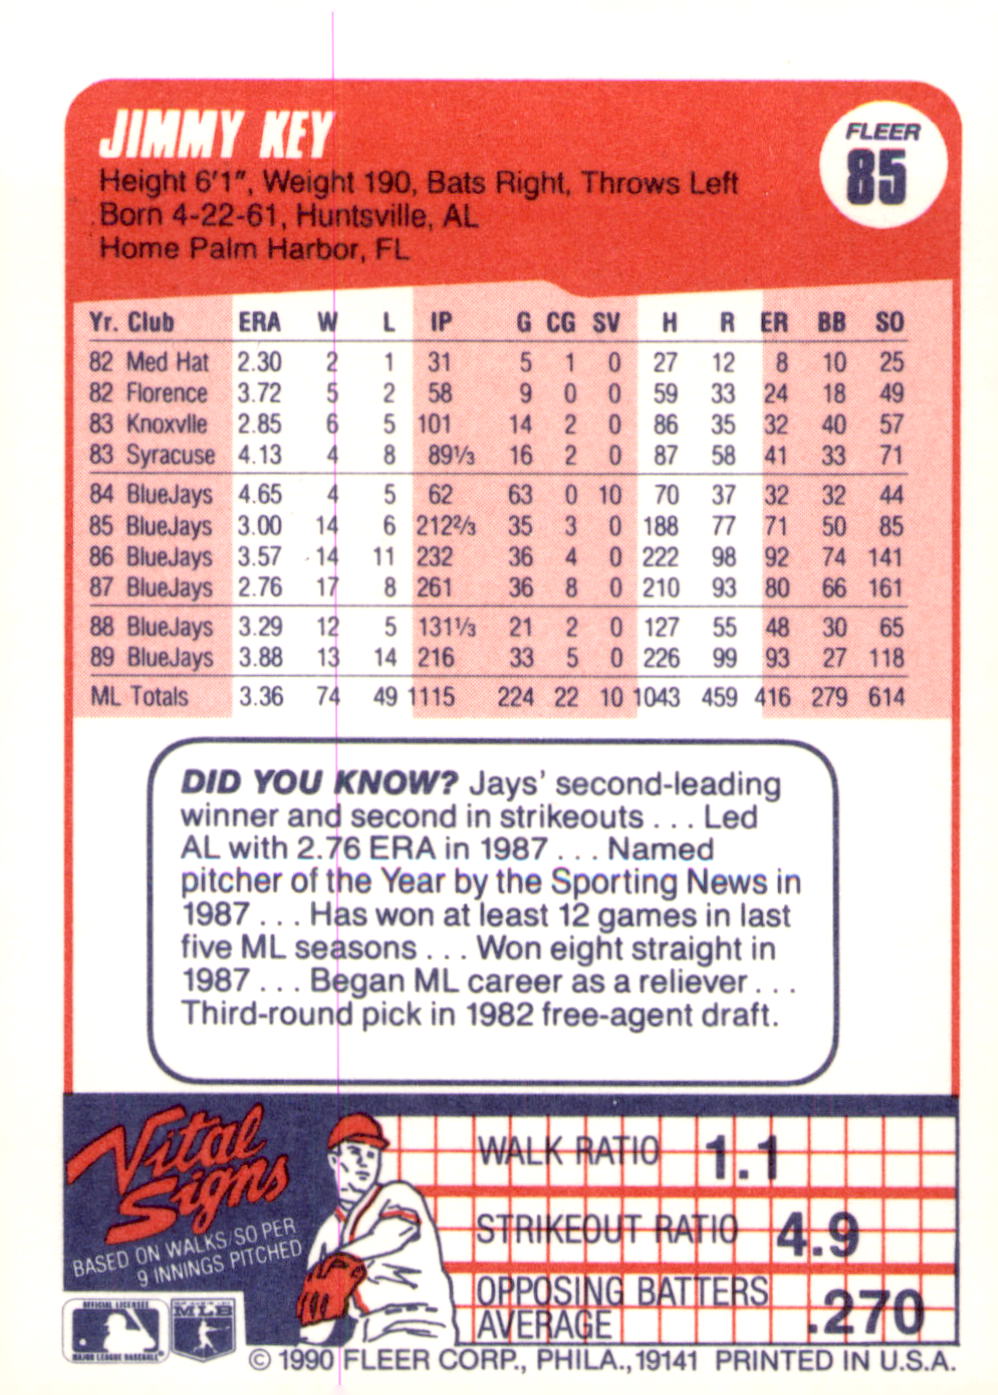 JIMMY KEY
FLEER
85
Height 6'1", Weight 190, Bats Right, Throws Left
Born 4-22-61, Huntsville, AL
Home Palm Harbor, FL
Yr. Club ERA W L IP G CG SV H R ER BB SO
82 Med Hat 2.30 2 1 31 5 1 0 27 12 8 10 25
82 Florence 3.72 5 2 58 9 0 0 59 33 24 18 49
83 Knoxvlle 2.85 6 5 101 14 2 0 86 35 32 40 57
83 Syracuse 4.13 4 8 89⅓ 16 2 0 87 58 41 33 71
84 BlueJays 4.65 4 5 62 63 0 10 70 37 32 32 44
85 BlueJays 3.00 14 6 212⅔ 35 3 0 188 77 71 50 85
86 BlueJays 3.57 14 11 232 36 4 0 222 98 92 74 141
87 BlueJays 2.76 17 8 261 36 8 0 210 93 80 66 161
88 BlueJays 3.29 12 5 131⅓ 21 2 0 127 55 48 30 65
89 BlueJays 3.88 13 14 216 33 5 0 226 99 93 27 118
ML Totals 3.36 74 49 1115 224 22 10 1043 459 416 279 614
DID YOU KNOW? Jays' second-leading
winner and second in strikeouts . . . Led
AL with 2.76 ERA in 1987 . . . Named
pitcher of the Year by the Sporting News in
1987 . . . Has won at least 12 games in last
five ML seasons . . . Won eight straight in
1987 . . . Began ML career as a reliever . . .
Third-round pick in 1982 free-agent draft.
Vital
Signs
BASED ON WALKS/SO PER
9 INNINGS PITCHED
WALK RATIO 1.1
STRIKEOUT RATIO 4.9
OPPOSING BATTERS
AVERAGE .270
OFFICIAL LICENSEE
MAJOR LEAGUE BASEBALL
MLB
© 1990 FLEER CORP., PHILA., 19141 PRINTED IN U.S.A.